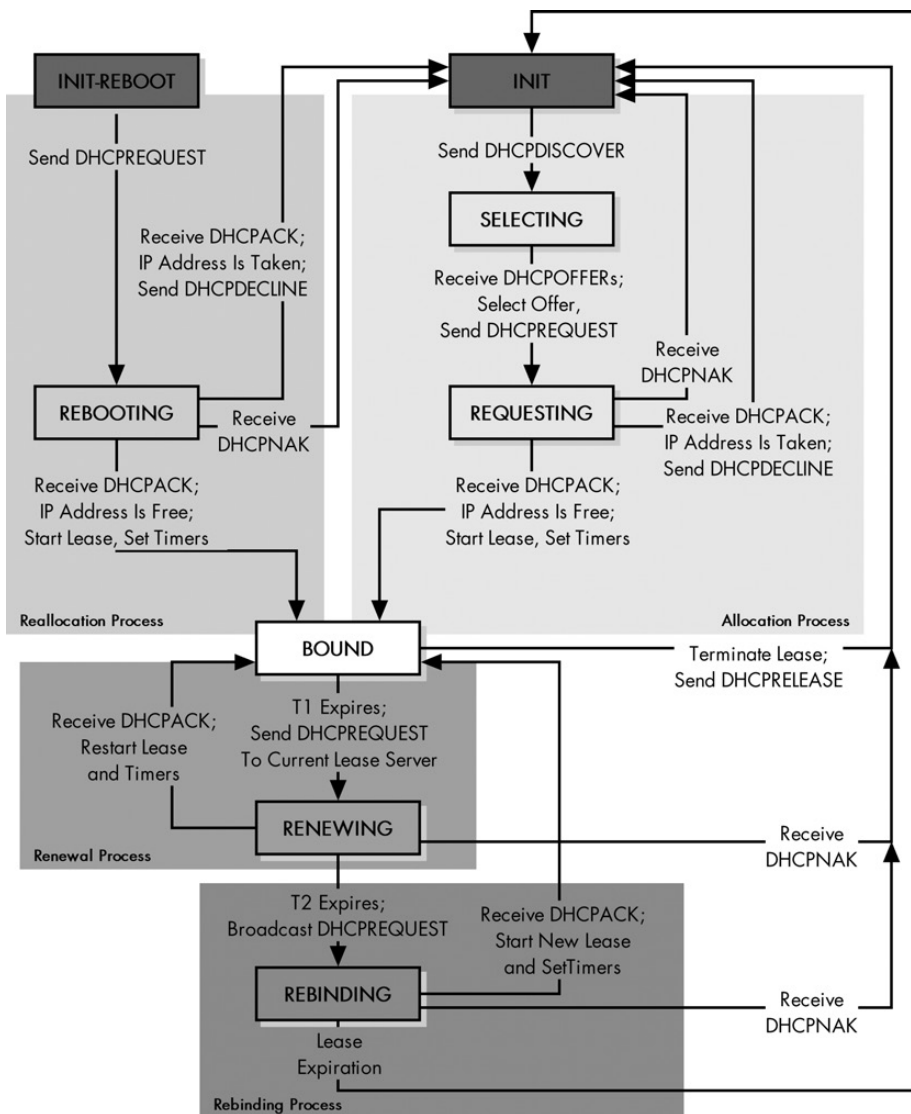 INIT-REBOOT
INIT
Send DHCPREQUEST
Send DHCPDISCOVER
SELECTING
Receive DHCPACK;
IP Address Is Taken;
Send DHCPDECLINE
Receive DHCPOFFERs;
Select Offer,
Send DHCPREQUEST
Receive
DHCPNAK
REBOOTING
Receive
DHCPNAK
REQUESTING
Receive DHCPACK;
IP Address Is Taken;
Send DHCPDECLINE
Receive DHCPACK;
IP Address Is Free;
Start Lease, Set Timers
Receive DHCPACK;
IP Address Is Free;
Start Lease, Set Timers
Reallocation Process
Allocation Process
BOUND
Terminate Lease;
Send DHCPRELEASE
Receive DHCPACK;
Restart Lease
and Timers
T1 Expires;
Send DHCPREQUEST
To Current Lease Server
RENEWING
Receive
DHCPNAK
Renewal Process
T2 Expires;
Broadcast DHCPREQUEST
Receive DHCPACK;
Start New Lease
and SetTimers
REBINDING
Receive
DHCPNAK
Lease
Expiration
Rebinding Process